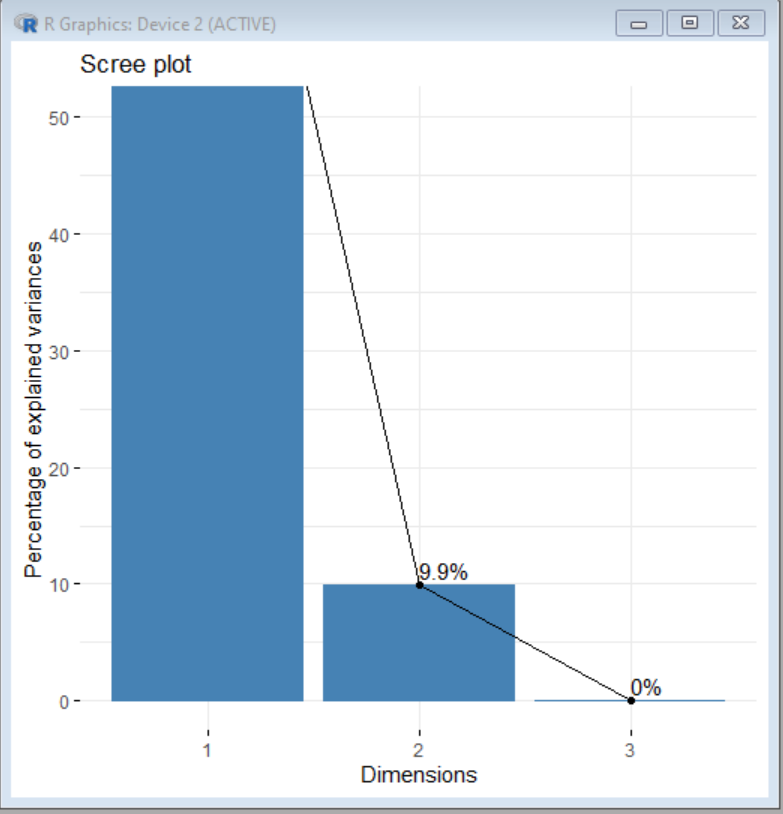 R Graphics: Device 2 (ACTIVE)
Scree plot
Percentage of explained variances
50
40
30
20
10
0
9.9%
0%
1 2 3
Dimensions